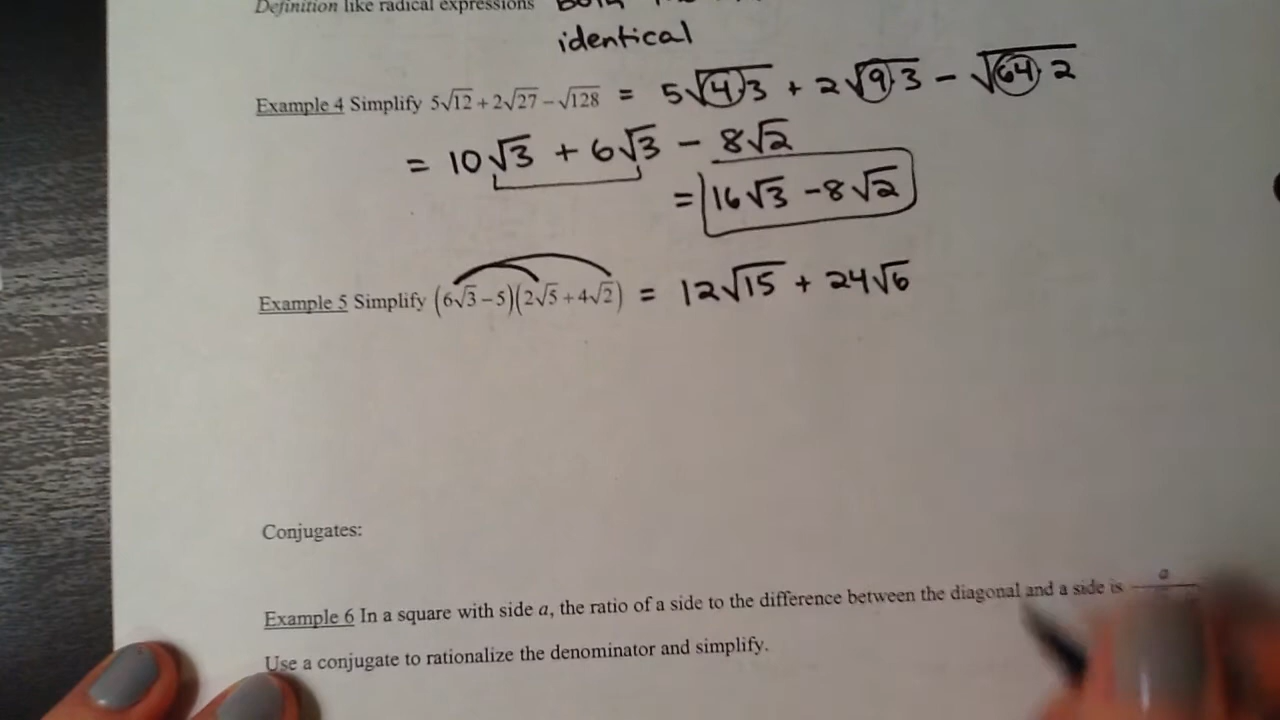 Definition like radical expressions Both
identical
Example 4 Simplify 5√12 + 2√27 − √128 = 5√4·3 + 2√9·3 − √64·2
= 10√3 + 6√3 − 8√2
= 16√3 − 8√2
Example 5 Simplify (6√3 − 5)(2√5 + 4√2) = 12√15 + 24√6
Conjugates:
Example 6 In a square with side a, the ratio of a side to the difference between the diagonal and a side is a
Use a conjugate to rationalize the denominator and simplify.